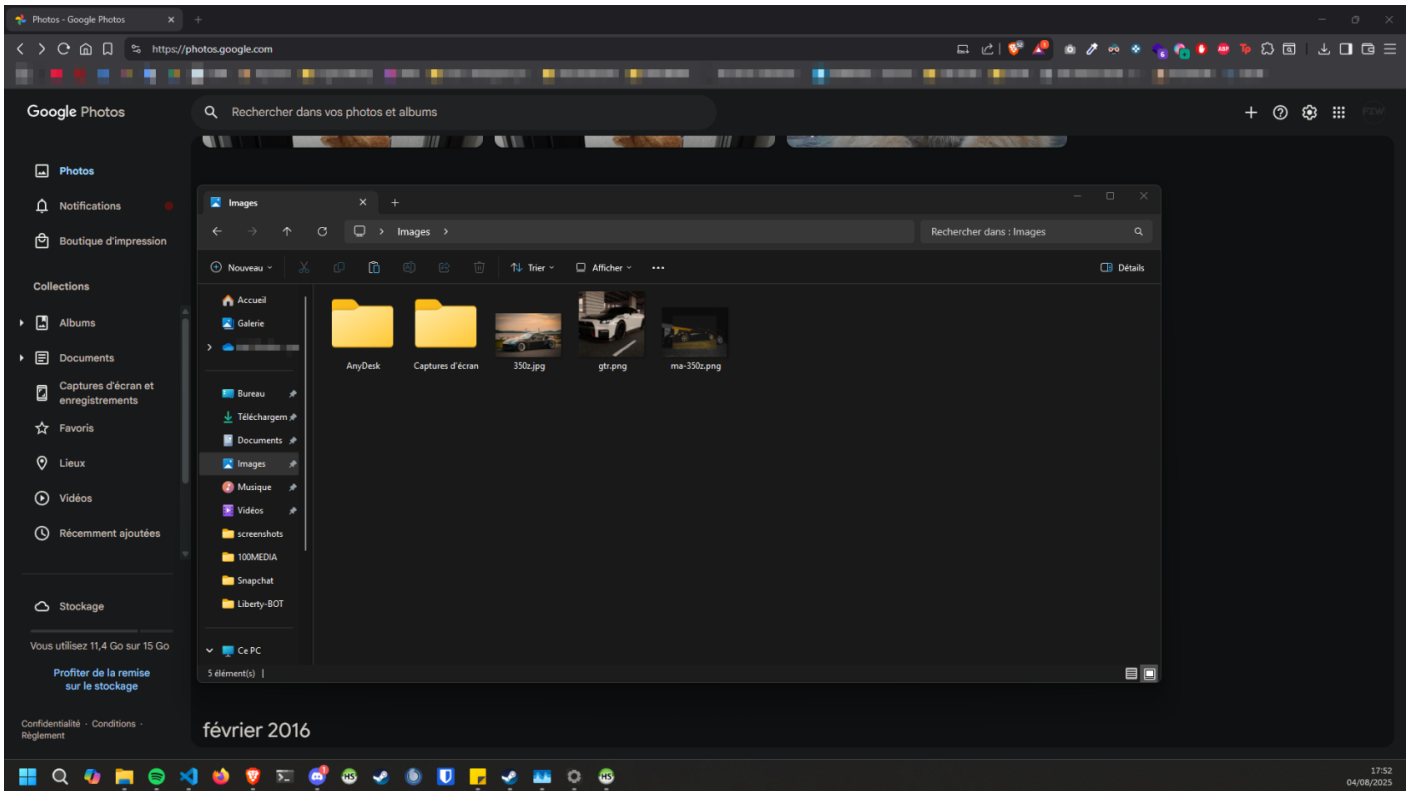 Photos - Google Photos
https://photos.google.com
Google Photos
Rechercher dans vos photos et albums
Photos
Notifications
Boutique d'impression
Collections
Albums
Documents
Captures d'écran et
enregistrements
Favoris
Lieux
Vidéos
Récemment ajoutées
Stockage
Vous utilisez 11,4 Go sur 15 Go
Profiter de la remise
sur le stockage
Confidentialité · Conditions ·
Règlement
Images
Images
Rechercher dans : Images
Nouveau
Trier
Afficher
Détails
Accueil
Galerie
Bureau
Téléchargem
Documents
Images
Musique
Vidéos
screenshots
100MEDIA
Snapchat
Liberty-BOT
Ce PC
AnyDesk
Captures d'écran
350z.jpg
gtr.png
ma-350z.png
5 élément(s)
février 2016
17:52
04/08/2025